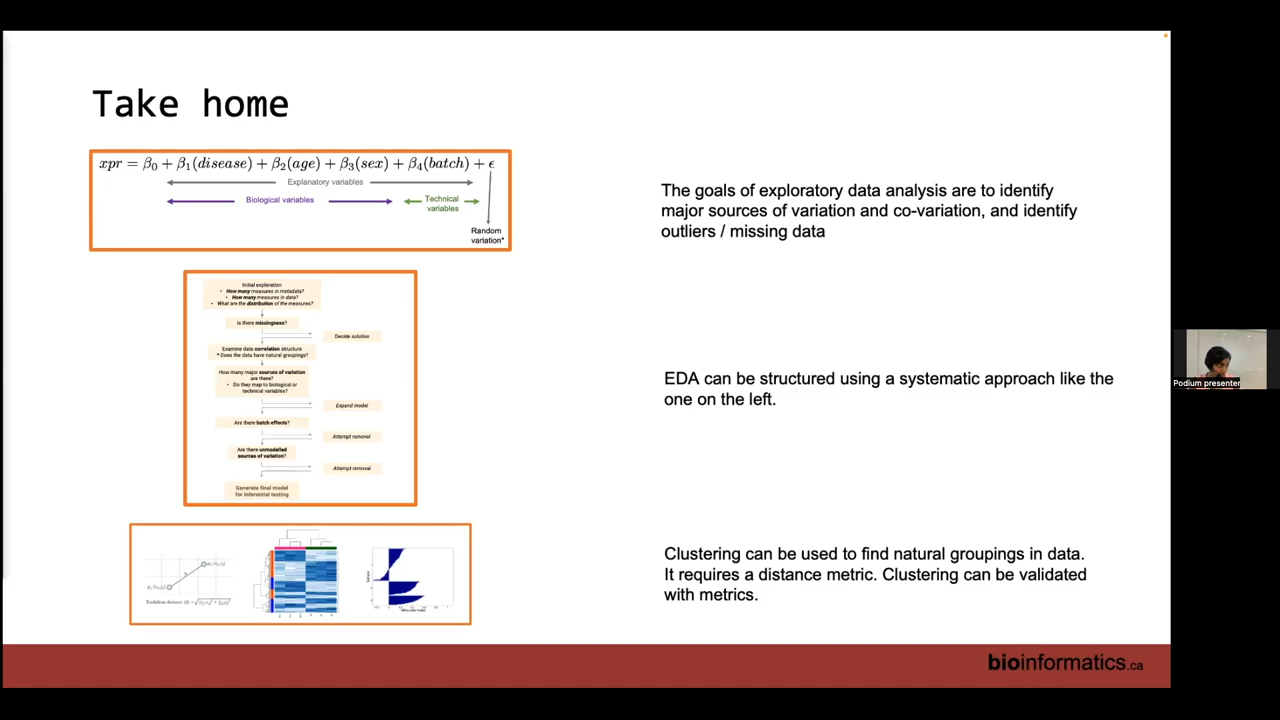 Take home
xpr = β0 + β1(disease) + β2(age) + β3(sex) + β4(batch) + ϵ
Explanatory variables
Biological variables
Technical
variables
Random
variation*
The goals of exploratory data analysis are to identify
major sources of variation and co-variation, and identify
outliers / missing data
Initial exploration
• How many measures in metadata?
• How many measures in data?
• What are the distribution of the measures?
Is there missingness?
Decide solution
Examine data correlation structure
* Does the data have natural groupings?
How many major sources of variation
are there?
• Do they map to biological or
technical variables?
Expand model
Are there batch effects?
Attempt removal
Are there unmodelled
sources of variation?
Attempt removal
Generate final model
for inferential testing
EDA can be structured using a systematic approach like the
one on the left.
Euclidean distance
Clustering can be used to find natural groupings in data.
It requires a distance metric. Clustering can be validated
with metrics.
Podium presenter
bioinformatics.ca